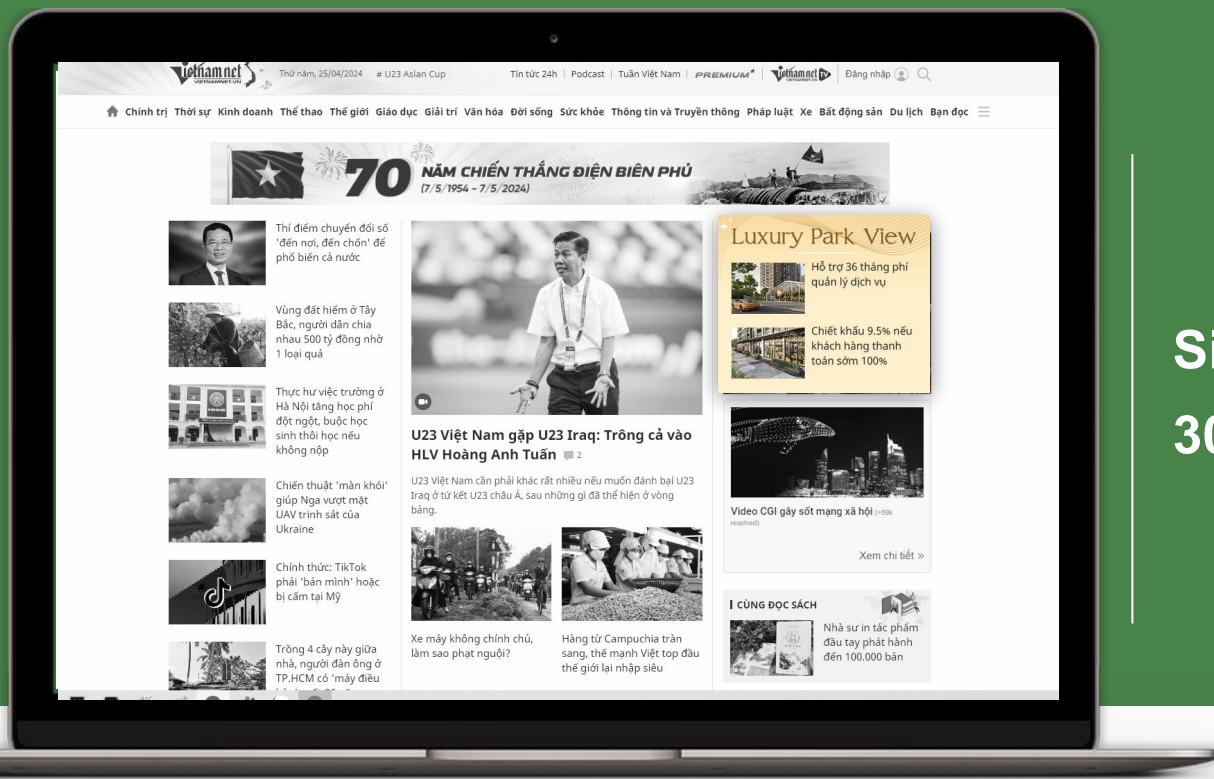 vietnamnet
VIETNAMNET.VN
Thứ năm, 25/04/2024
# U23 Asian Cup
Tin tức 24h | Podcast | Tuần Việt Nam | PREMIUM | vietnamnet TV | Đăng nhập
Chính trị Thời sự Kinh doanh Thể thao Thế giới Giáo dục Giải trí Văn hóa Đời sống Sức khỏe Thông tin và Truyền thông Pháp luật Xe Bất động sản Du lịch Bạn đọc
70 NĂM CHIẾN THẮNG ĐIỆN BIÊN PHỦ
(7/5/1954 - 7/5/2024)
Thí điểm chuyển đổi số
'đến nơi, đến chốn' để
phổ biến cả nước
Vùng đất hiếm ở Tây
Bắc, người dân chia
nhau 500 tỷ đồng nhờ
1 loại quả
Thực hư việc trường ở
Hà Nội tăng học phí
đột ngột, buộc học
sinh thôi học nếu
không nộp
Chiến thuật 'màn khói'
giúp Nga vượt mặt
UAV trinh sát của
Ukraine
Chính thức: TikTok
phải 'bán mình' hoặc
bị cấm tại Mỹ
Trồng 4 cây này giữa
nhà, người đàn ông ở
TP.HCM có 'máy điều
U23 Việt Nam gặp U23 Iraq: Trông cả vào
HLV Hoàng Anh Tuấn 2
U23 Việt Nam cần phải khác rất nhiều nếu muốn đánh bại U23
Iraq ở tứ kết U23 châu Á, sau những gì đã thể hiện ở vòng
bảng.
Xe máy không chính chủ,
làm sao phạt nguội?
Hàng từ Campuchia tràn
sang, thế mạnh Việt top đầu
thế giới lại nhập siêu
Luxury Park View
Hỗ trợ 36 tháng phí
quản lý dịch vụ
Chiết khấu 9.5% nếu
khách hàng thanh
toán sớm 100%
Video CGI gây sốt mạng xã hội (+59k
reached)
Xem chi tiết »
CÙNG ĐỌC SÁCH
Nhà sư in tác phẩm
đầu tay phát hành
đến 100.000 bản
Si
30